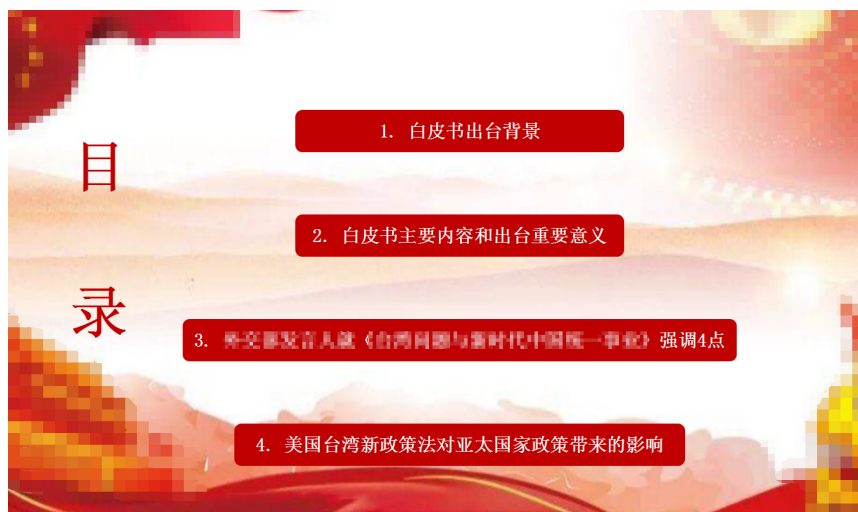 目录
1. 白皮书出台背景
2. 白皮书主要内容和出台重要意义
3. 强调4点
4. 美国台湾新政策法对亚太国家政策带来的影响